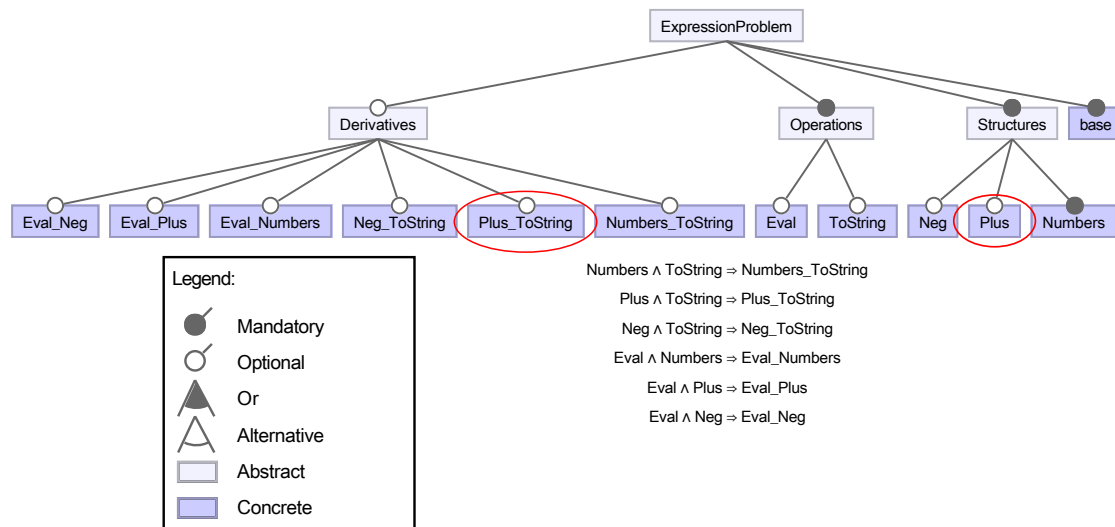 ExpressionProblem
Derivatives
Operations
Structures
base
Eval_Neg
Eval_Plus
Eval_Numbers
Neg_ToString
Plus_ToString
Numbers_ToString
Eval
ToString
Neg
Plus
Numbers
Legend:
Mandatory
Optional
Or
Alternative
Abstract
Concrete
Numbers ∧ ToString ⇒ Numbers_ToString
Plus ∧ ToString ⇒ Plus_ToString
Neg ∧ ToString ⇒ Neg_ToString
Eval ∧ Numbers ⇒ Eval_Numbers
Eval ∧ Plus ⇒ Eval_Plus
Eval ∧ Neg ⇒ Eval_Neg